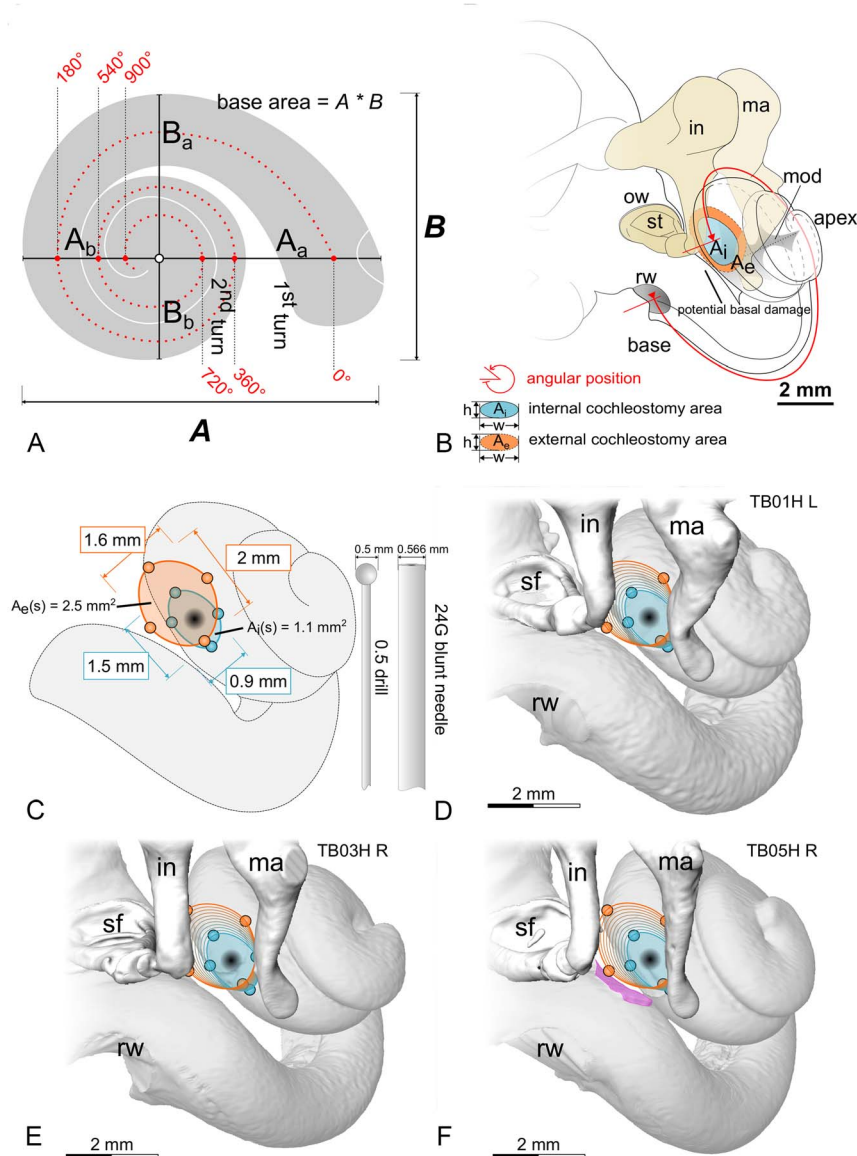 180°
540°
900°
base area = A * B
Ba
Ab
Aa
B
Bb
2nd turn
1st turn
720°
360°
0°
A
A
in
ma
ow
st
mod
apex
Ai
Ae
rw
potential basal damage
base
2 mm
angular position
h
Ai
w
internal cochleostomy area
h
Ae
w
external cochleostomy area
B
1.6 mm
2 mm
Ae(s) = 2.5 mm²
Ai(s) = 1.1 mm²
1.5 mm
0.9 mm
0.5 mm
0.566 mm
0.5 drill
24G blunt needle
C
TB01H L
in
ma
sf
rw
2 mm
D
TB03H R
in
ma
sf
rw
2 mm
E
TB05H R
in
ma
sf
rw
2 mm
F